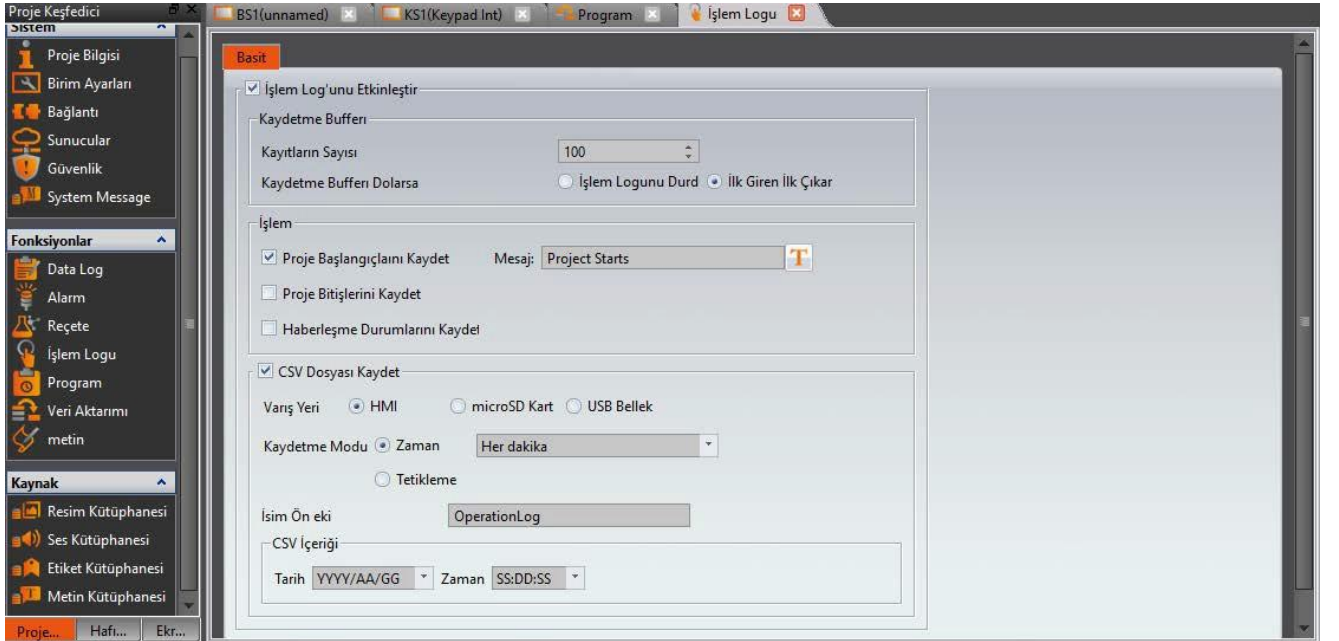 Proje Keşfedici
Sistem
Proje Bilgisi
Birim Ayarları
Bağlantı
Sunucular
Güvenlik
System Message
Fonksiyonlar
Data Log
Alarm
Reçete
İşlem Logu
Program
Veri Aktarımı
metin
Kaynak
Resim Kütüphanesi
Ses Kütüphanesi
Etiket Kütüphanesi
Metin Kütüphanesi
Proje... Hafı... Ekr...
BS1(unnamed) KS1(Keypad Int) Program İşlem Logu
Basit
İşlem Log'unu Etkinleştir
Kaydetme Bufferı
Kayıtların Sayısı 100
Kaydetme Bufferı Dolarsa İşlem Logunu Durd İlk Giren İlk Çıkar
İşlem
Proje Başlangıçlaını Kaydet Mesaj: Project Starts T
Proje Bitişlerini Kaydet
Haberleşme Durumlarını Kaydet
CSV Dosyası Kaydet
Varış Yeri HMI microSD Kart USB Bellek
Kaydetme Modu Zaman Her dakika
Tetikleme
İsim Ön eki OperationLog
CSV İçeriği
Tarih YYYY/AA/GG Zaman SS:DD:SS